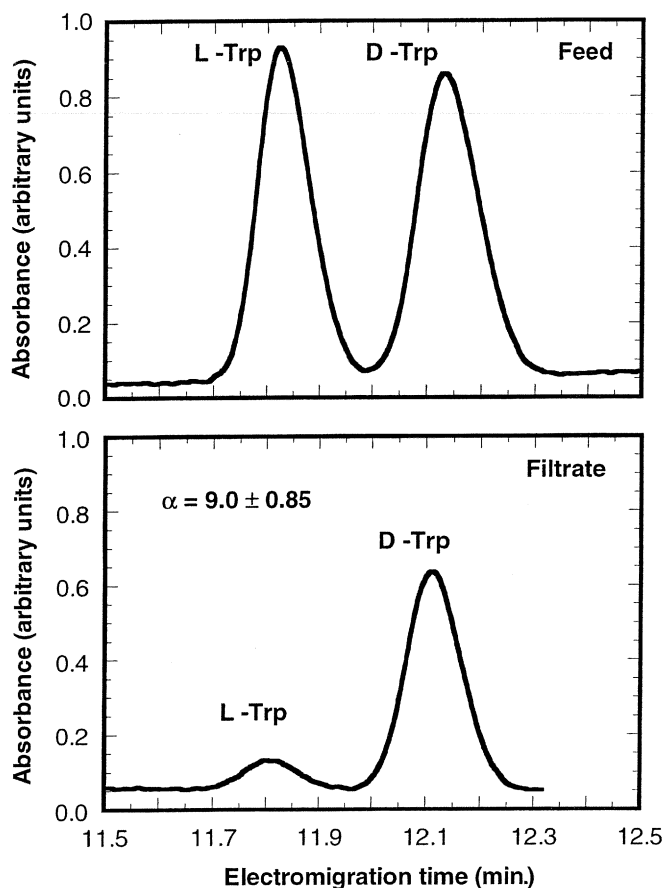 1.0
L -Trp
D -Trp
Feed
0.8
0.6
0.4
0.2
0.0
Absorbance (arbitrary units)
1.0
Filtrate
α = 9.0 ± 0.85
0.8
D -Trp
0.6
0.4
L -Trp
0.2
0.0
Absorbance (arbitrary units)
11.5 11.7 11.9 12.1 12.3 12.5
Electromigration time (min.)